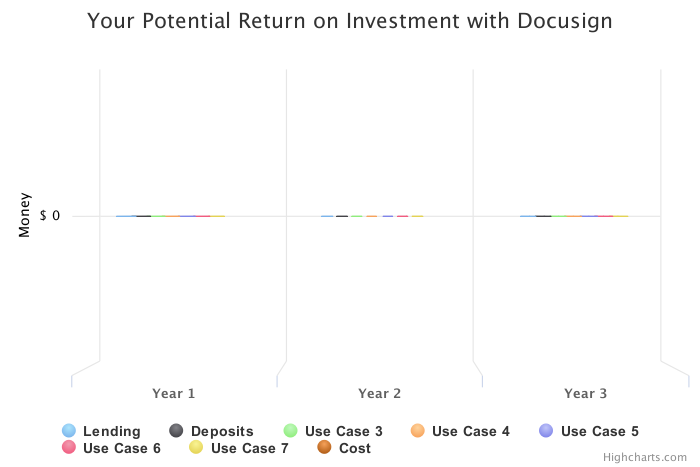 Your Potential Return on Investment with Docusign
Money
$ 0
Year 1 Year 2 Year 3
Lending Deposits Use Case 3 Use Case 4 Use Case 5
Use Case 6 Use Case 7 Cost
Highcharts.com